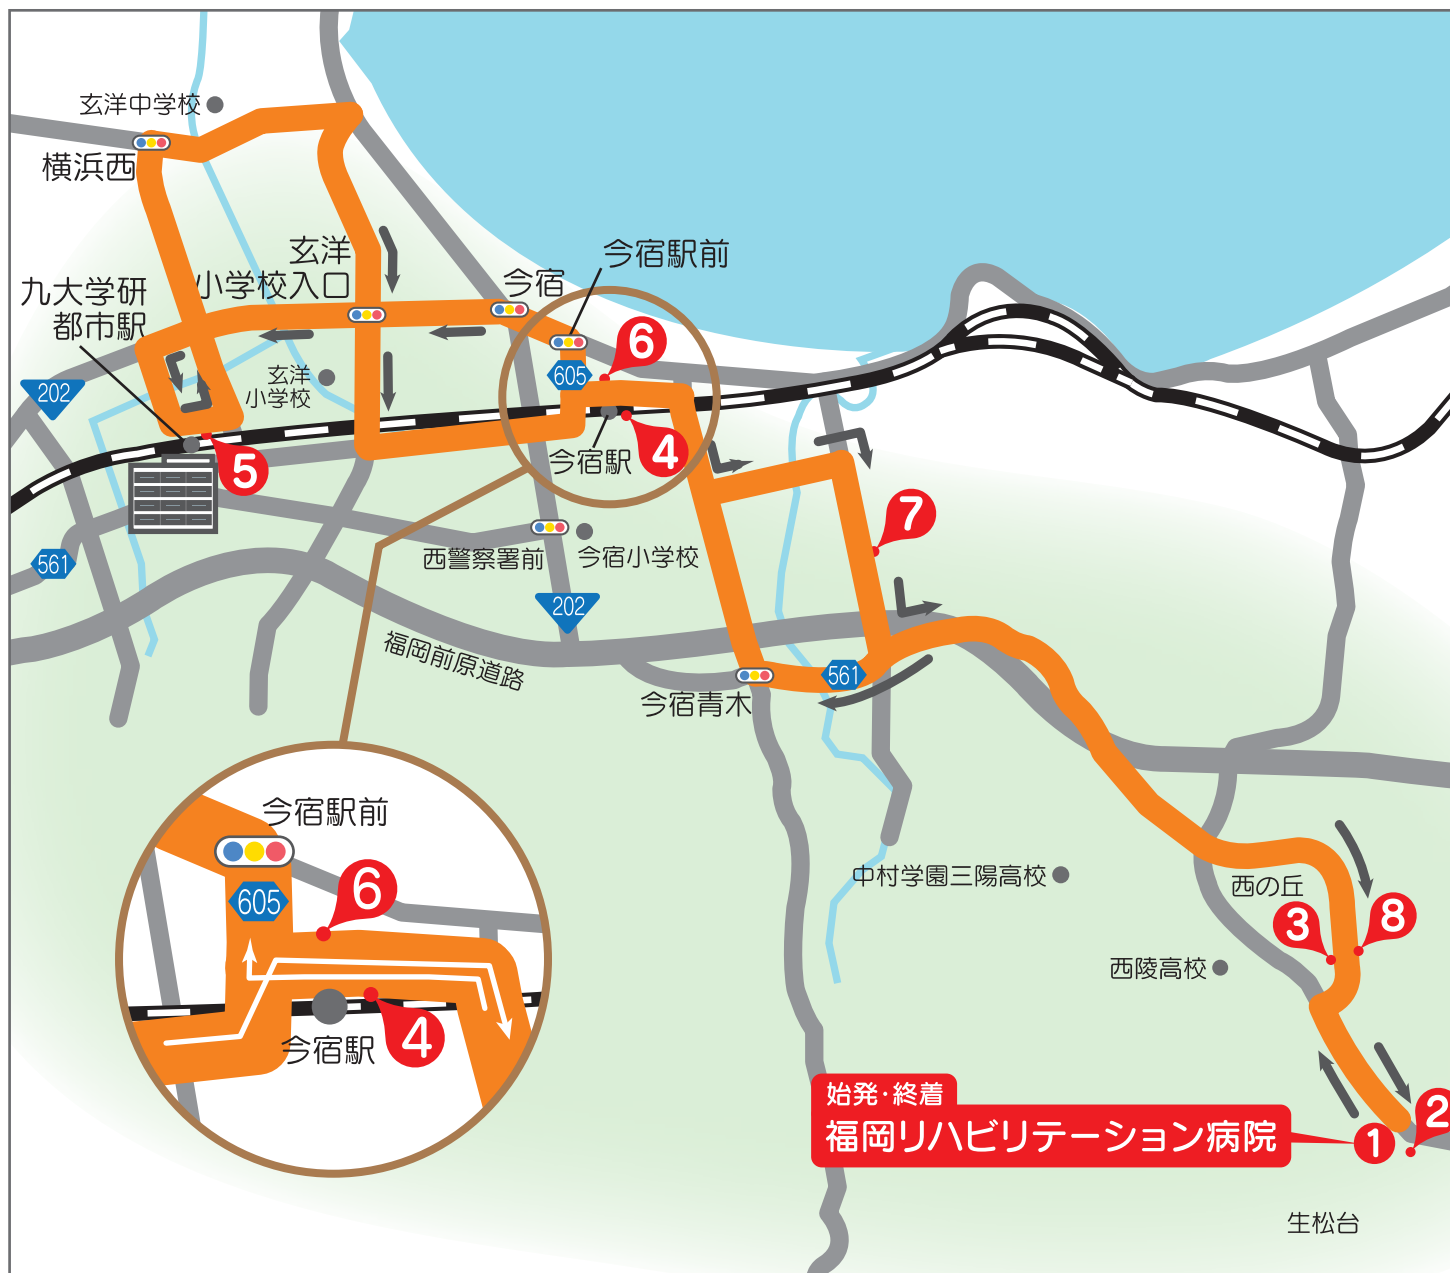 玄洋中学校
横浜西
玄洋
小学校入口
今宿
今宿駅前
九大学研
都市駅
202
玄洋
小学校
605
6
今宿駅
4
5
7
561
西警察署前
今宿小学校
202
福岡前原道路
今宿青木
561
今宿駅前
605
6
今宿駅
4
中村学園三陽高校
西の丘
3
8
西陵高校
始発・終着
福岡リハビリテーション病院
1
2
生松台